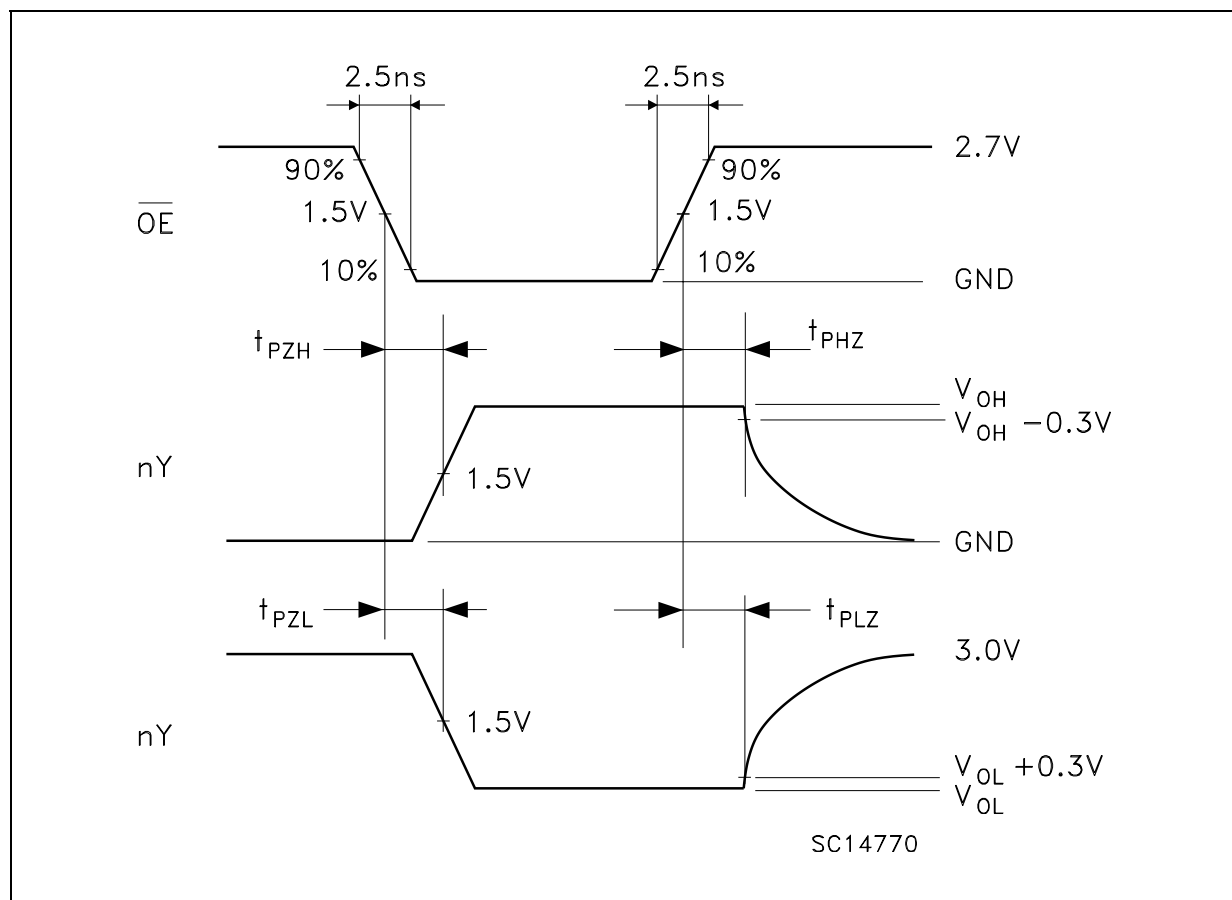 2.5ns 2.5ns
2.7V
90% 90%
O̅E̅ 1.5V 1.5V
10% 10%
GND
tPZH tPHZ
VOH
VOH −0.3V
nY 1.5V
GND
tPZL tPLZ
3.0V
nY 1.5V
VOL +0.3V
VOL
SC14770